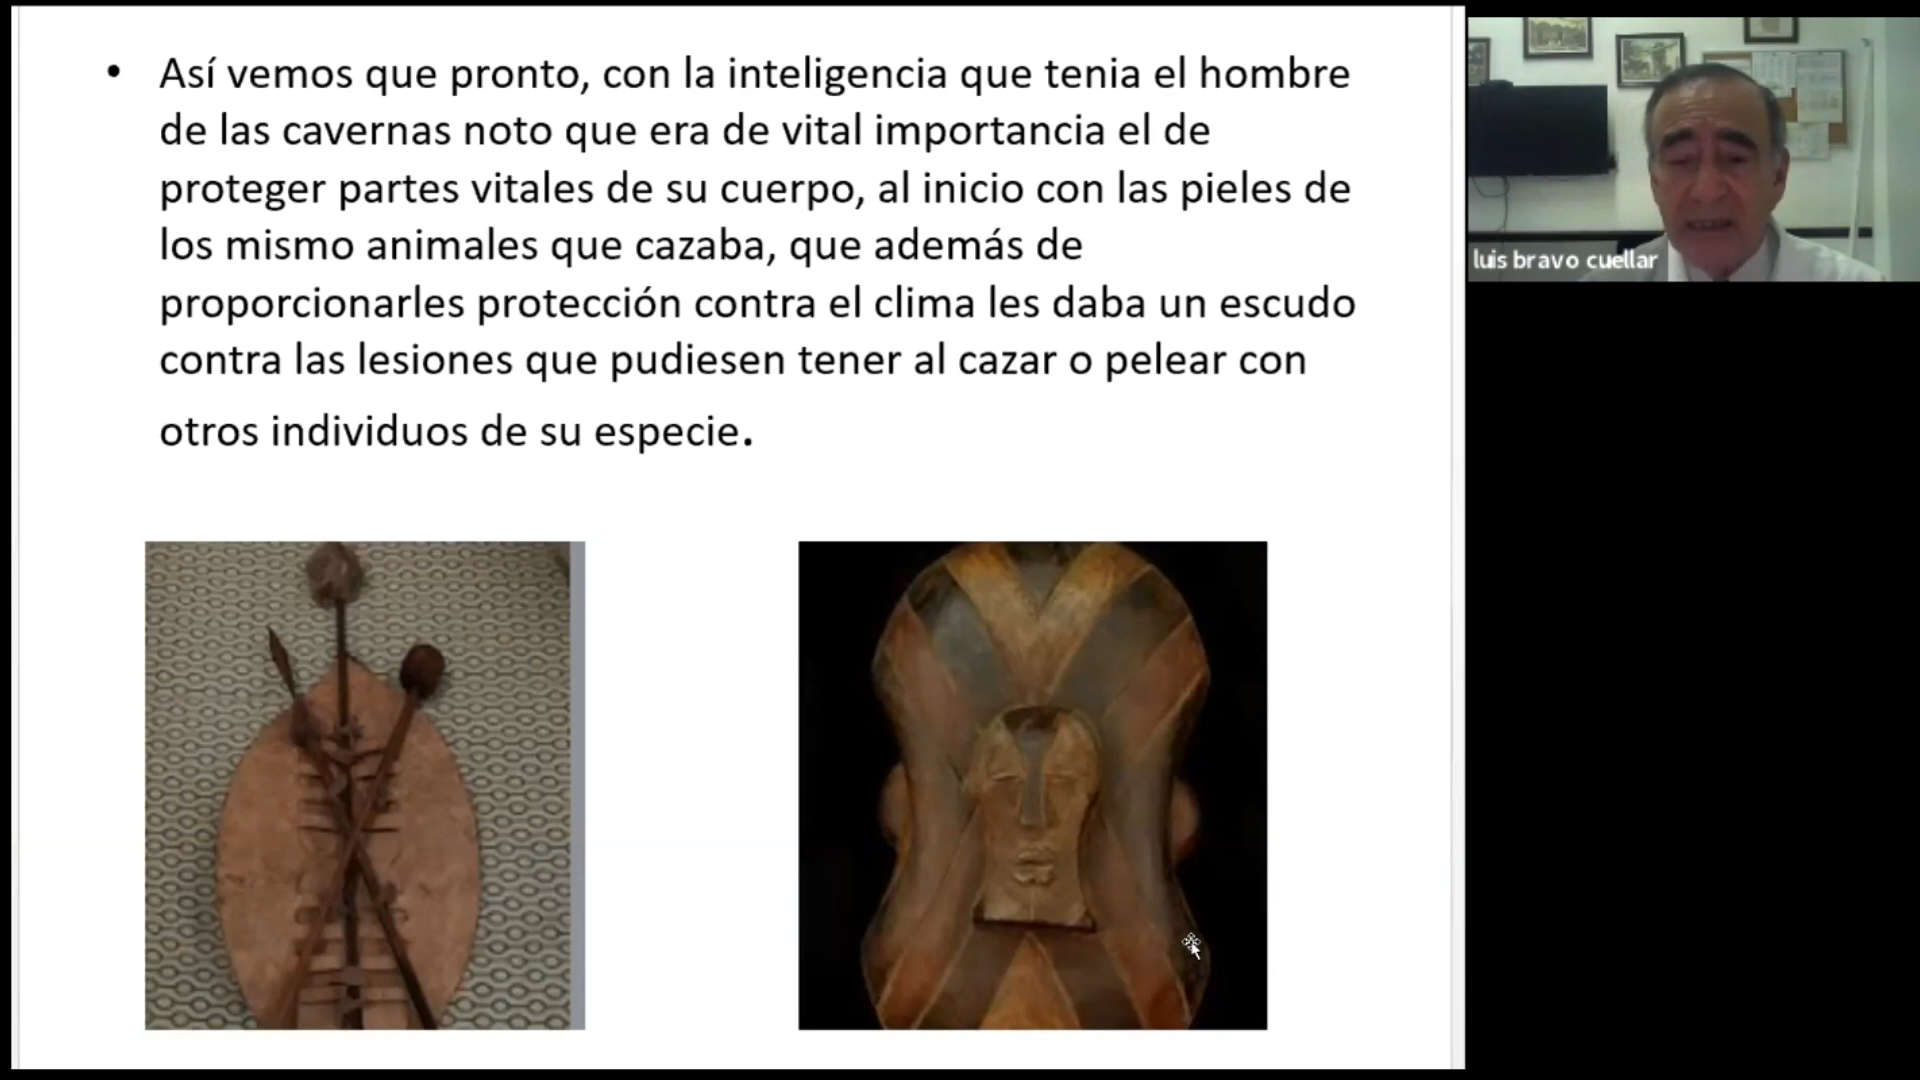 • Así vemos que pronto, con la inteligencia que tenia el hombre
de las cavernas noto que era de vital importancia el de
proteger partes vitales de su cuerpo, al inicio con las pieles de
los mismo animales que cazaba, que además de
proporcionarles protección contra el clima les daba un escudo
contra las lesiones que pudiesen tener al cazar o pelear con
otros individuos de su especie.
luis bravo cuellar